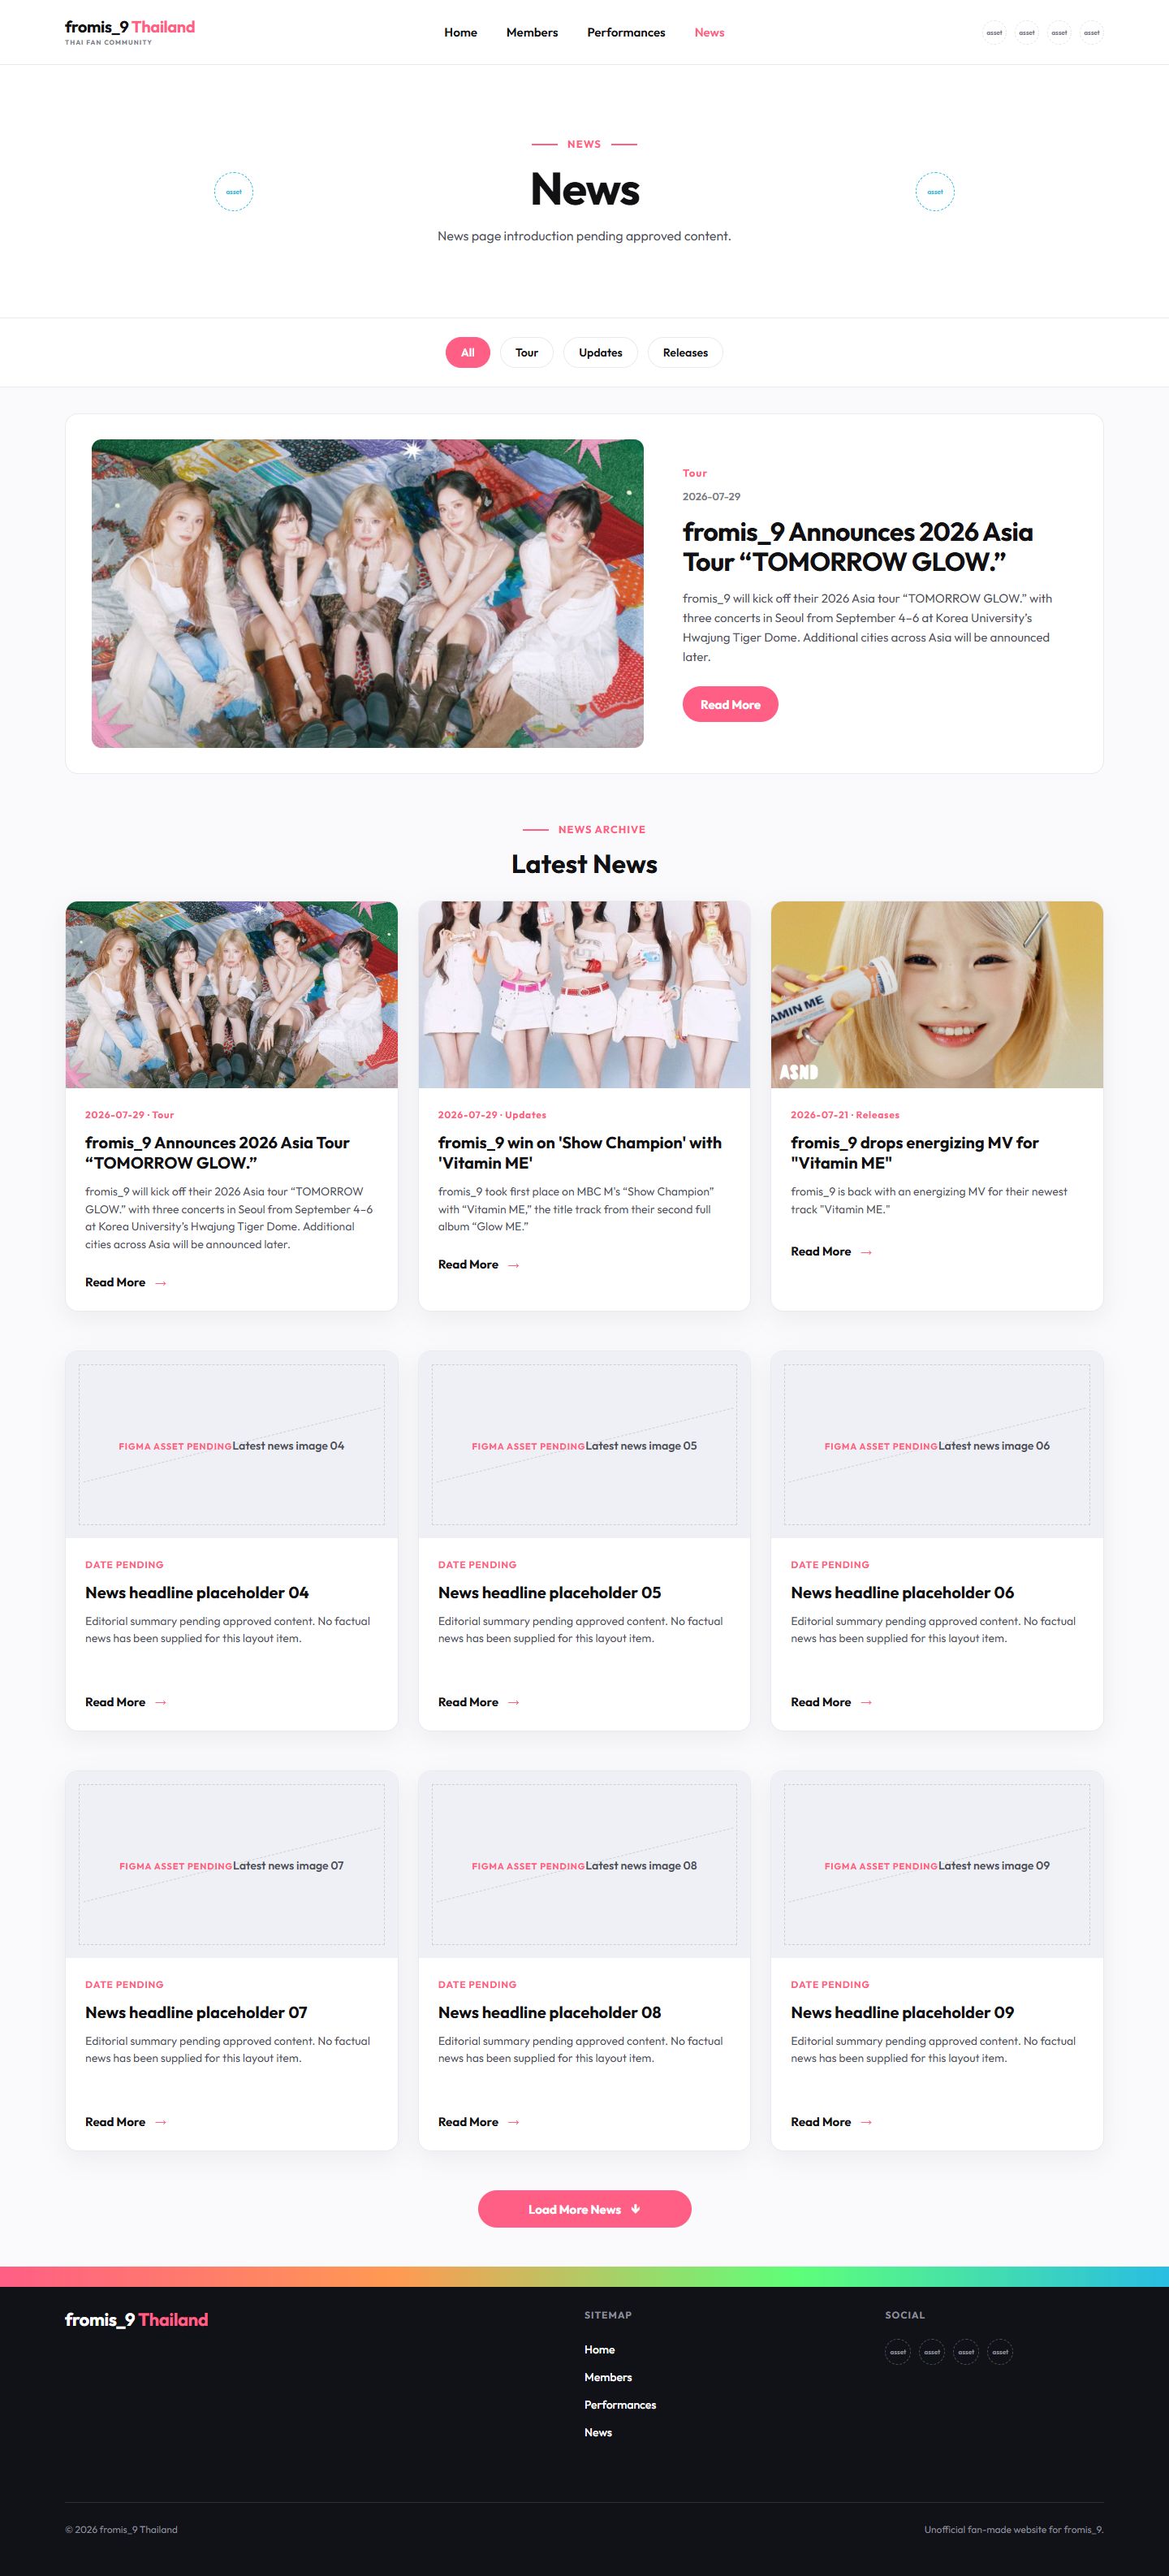 fromis_9 Thailand
THAI FAN COMMUNITY
Home
Members
Performances
News
asset
asset
asset
asset
NEWS
asset
News
asset
News page introduction pending approved content.
All
Tour
Updates
Releases
Tour
2026-07-29
fromis_9 Announces 2026 Asia
Tour “TOMORROW GLOW.”
fromis_9 will kick off their 2026 Asia tour “TOMORROW GLOW.” with
three concerts in Seoul from September 4–6 at Korea University’s
Hwajung Tiger Dome. Additional cities across Asia will be announced
later.
Read More
NEWS ARCHIVE
Latest News
2026-07-29 · Tour
fromis_9 Announces 2026 Asia Tour
“TOMORROW GLOW.”
fromis_9 will kick off their 2026 Asia tour “TOMORROW
GLOW.” with three concerts in Seoul from September 4–6
at Korea University’s Hwajung Tiger Dome. Additional
cities across Asia will be announced later.
Read More →
2026-07-29 · Updates
fromis_9 win on 'Show Champion' with
'Vitamin ME'
fromis_9 took first place on MBC M's “Show Champion”
with “Vitamin ME,” the title track from their second full
album “Glow ME.”
Read More →
AMIN ME
ASND
2026-07-21 · Releases
fromis_9 drops energizing MV for
"Vitamin ME"
fromis_9 is back with an energizing MV for their newest
track "Vitamin ME."
Read More →
FIGMA ASSET PENDING Latest news image 04
DATE PENDING
News headline placeholder 04
Editorial summary pending approved content. No factual
news has been supplied for this layout item.
Read More →
FIGMA ASSET PENDING Latest news image 05
DATE PENDING
News headline placeholder 05
Editorial summary pending approved content. No factual
news has been supplied for this layout item.
Read More →
FIGMA ASSET PENDING Latest news image 06
DATE PENDING
News headline placeholder 06
Editorial summary pending approved content. No factual
news has been supplied for this layout item.
Read More →
FIGMA ASSET PENDING Latest news image 07
DATE PENDING
News headline placeholder 07
Editorial summary pending approved content. No factual
news has been supplied for this layout item.
Read More →
FIGMA ASSET PENDING Latest news image 08
DATE PENDING
News headline placeholder 08
Editorial summary pending approved content. No factual
news has been supplied for this layout item.
Read More →
FIGMA ASSET PENDING Latest news image 09
DATE PENDING
News headline placeholder 09
Editorial summary pending approved content. No factual
news has been supplied for this layout item.
Read More →
Load More News ↓
fromis_9 Thailand
SITEMAP
Home
Members
Performances
News
SOCIAL
asset
asset
asset
asset
© 2026 fromis_9 Thailand
Unofficial fan-made website for fromis_9.